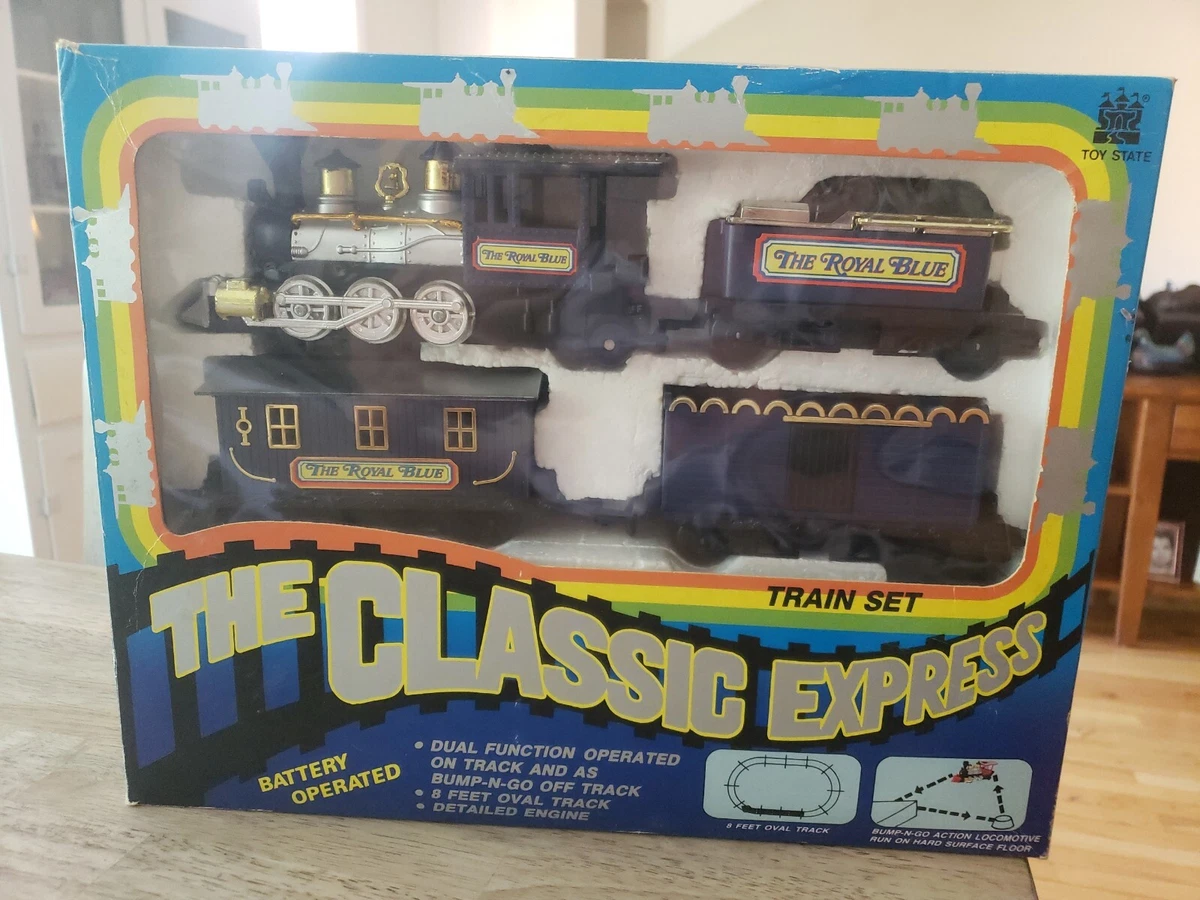 ®
TOY STATE
THE ROYAL BLUE
THE ROYAL BLUE
THE ROYAL BLUE
TRAIN SET
THE CLASSIC EXPRESS
BATTERY
OPERATED
• DUAL FUNCTION OPERATED
ON TRACK AND AS
BUMP-N-GO OFF TRACK
• 8 FEET OVAL TRACK
• DETAILED ENGINE
8 FEET OVAL TRACK
BUMP-N-GO ACTION LOCOMOTIVE
RUN ON HARD SURFACE FLOOR